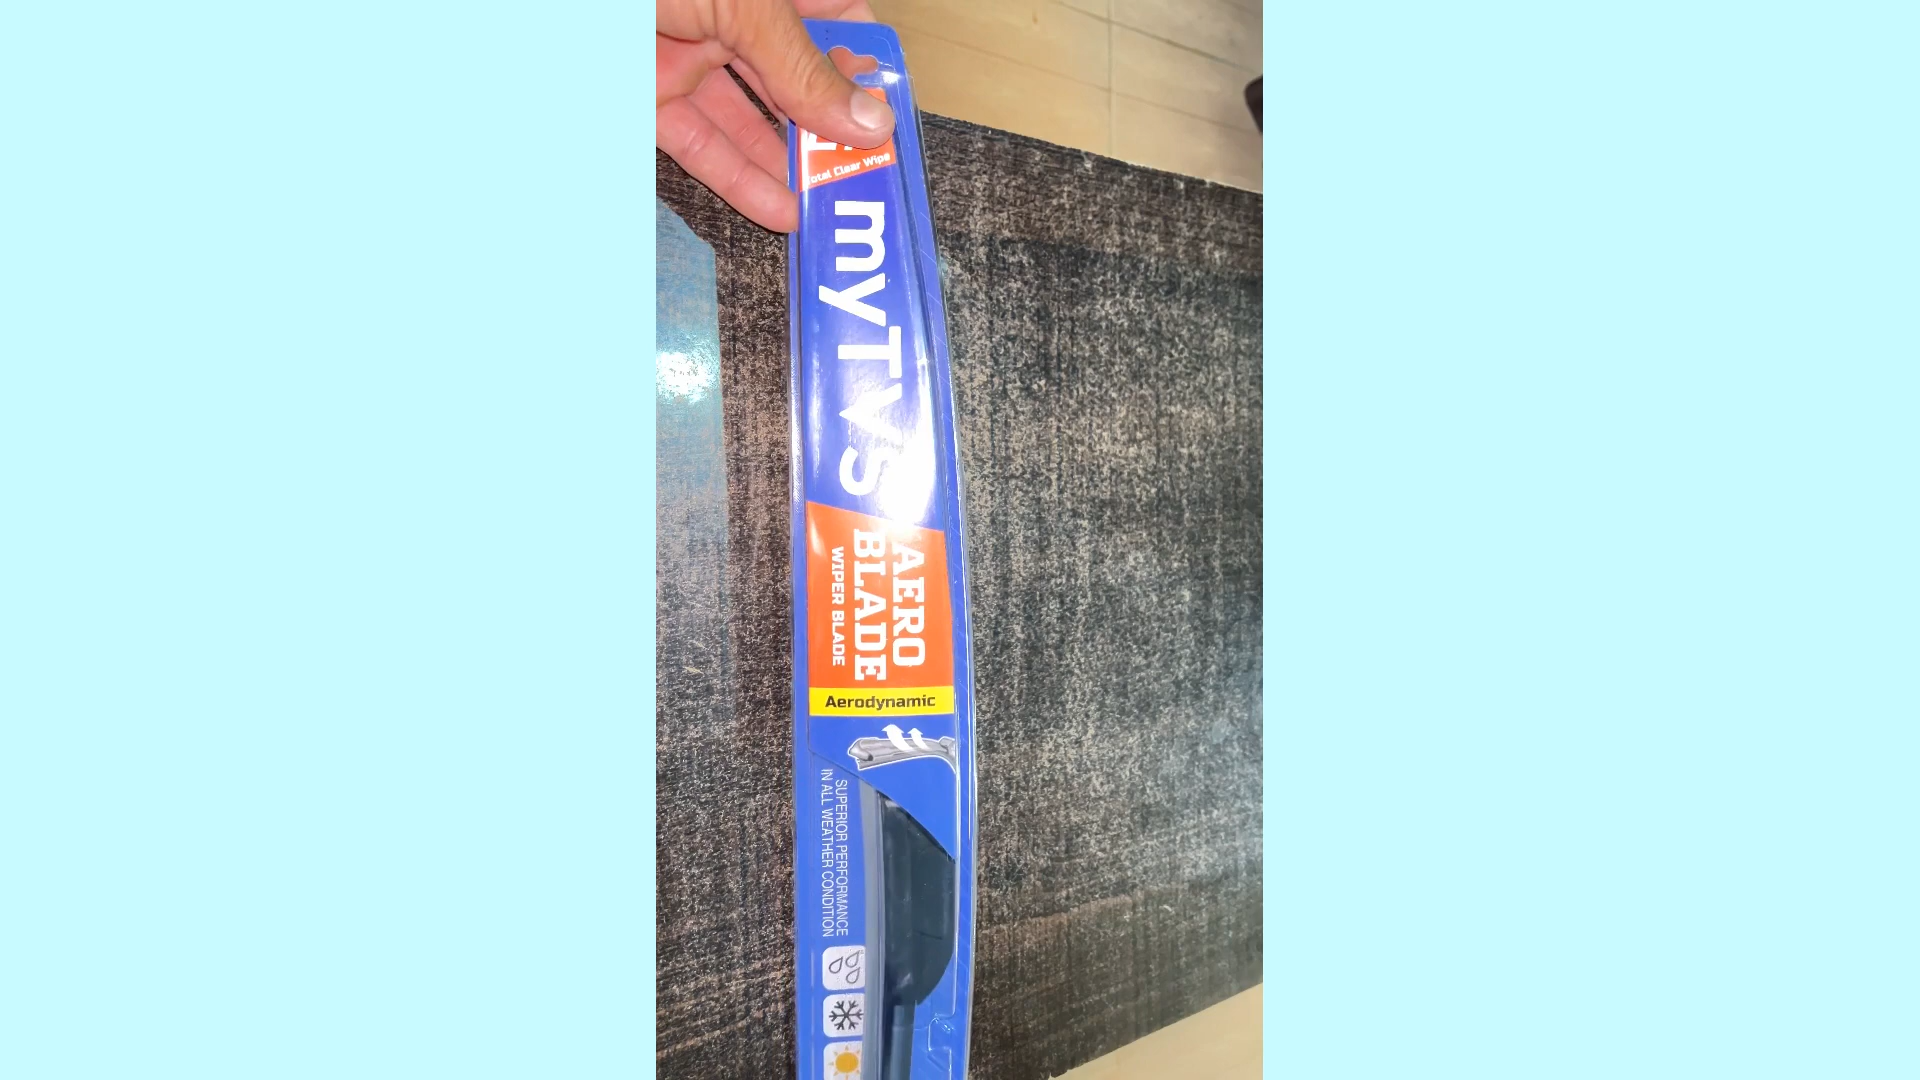 Total Clear Wipe
myTVS
AERO
BLADE
WIPER BLADE
Aerodynamic
SUPERIOR PERFORMANCE
IN ALL WEATHER CONDITION